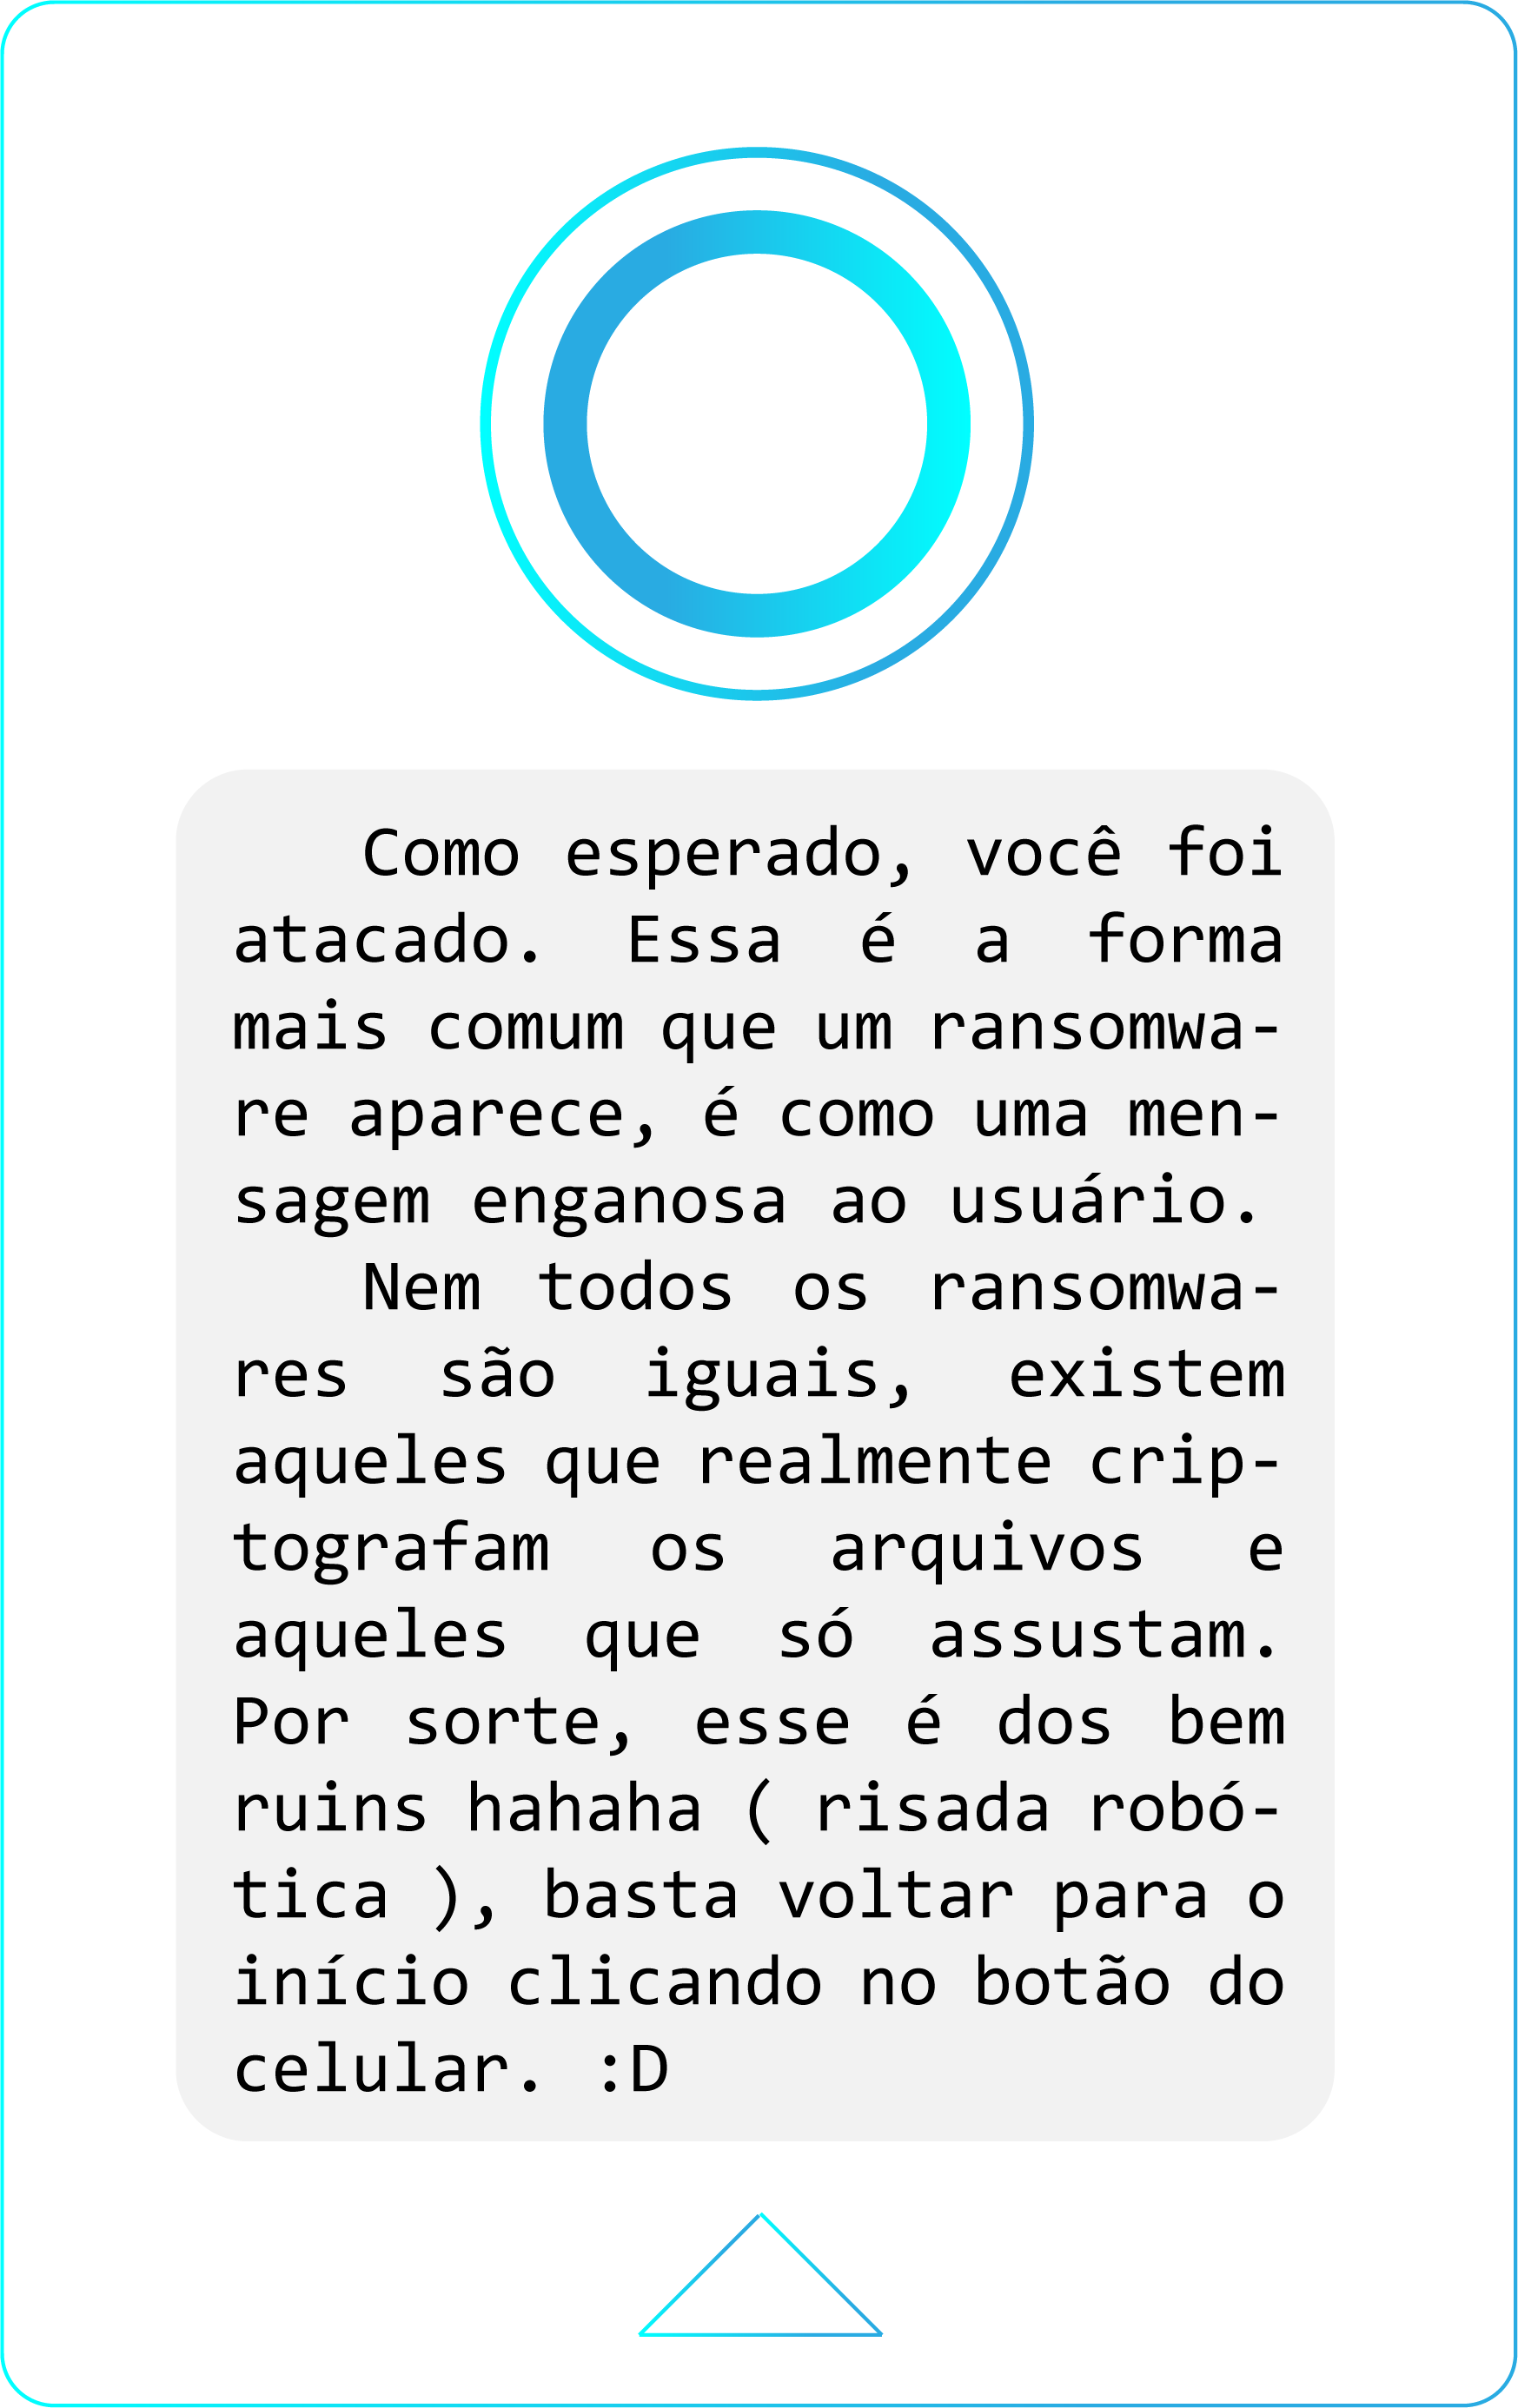 Como esperado, você foi
atacado. Essa é a forma
mais comum que um ransomwa-
re aparece, é como uma men-
sagem enganosa ao usuário.
Nem todos os ransomwa-
res são iguais, existem
aqueles que realmente crip-
tografam os arquivos e
aqueles que só assustam.
Por sorte, esse é dos bem
ruins hahaha ( risada robó-
tica ), basta voltar para o
início clicando no botão do
celular. :D